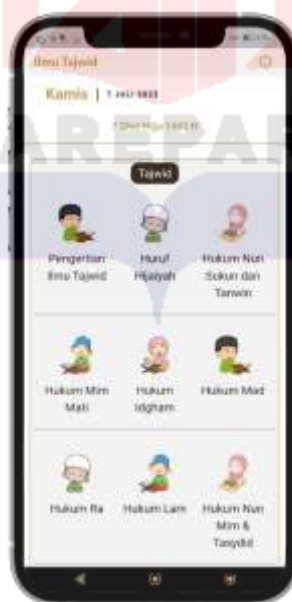 Ilmu Tajwid
Kamis |
Tajwid
Pengertian
Ilmu Tajwid
Huruf
Hijaiyah
Hukum Nun
Sukun dan
Tanwin
Hukum Mim
Mati
Hukum
Idgham
Hukum Mad
Hukum Ra
Hukum Lam
Hukum Nun
Mim &
Tasydid
AREPAR